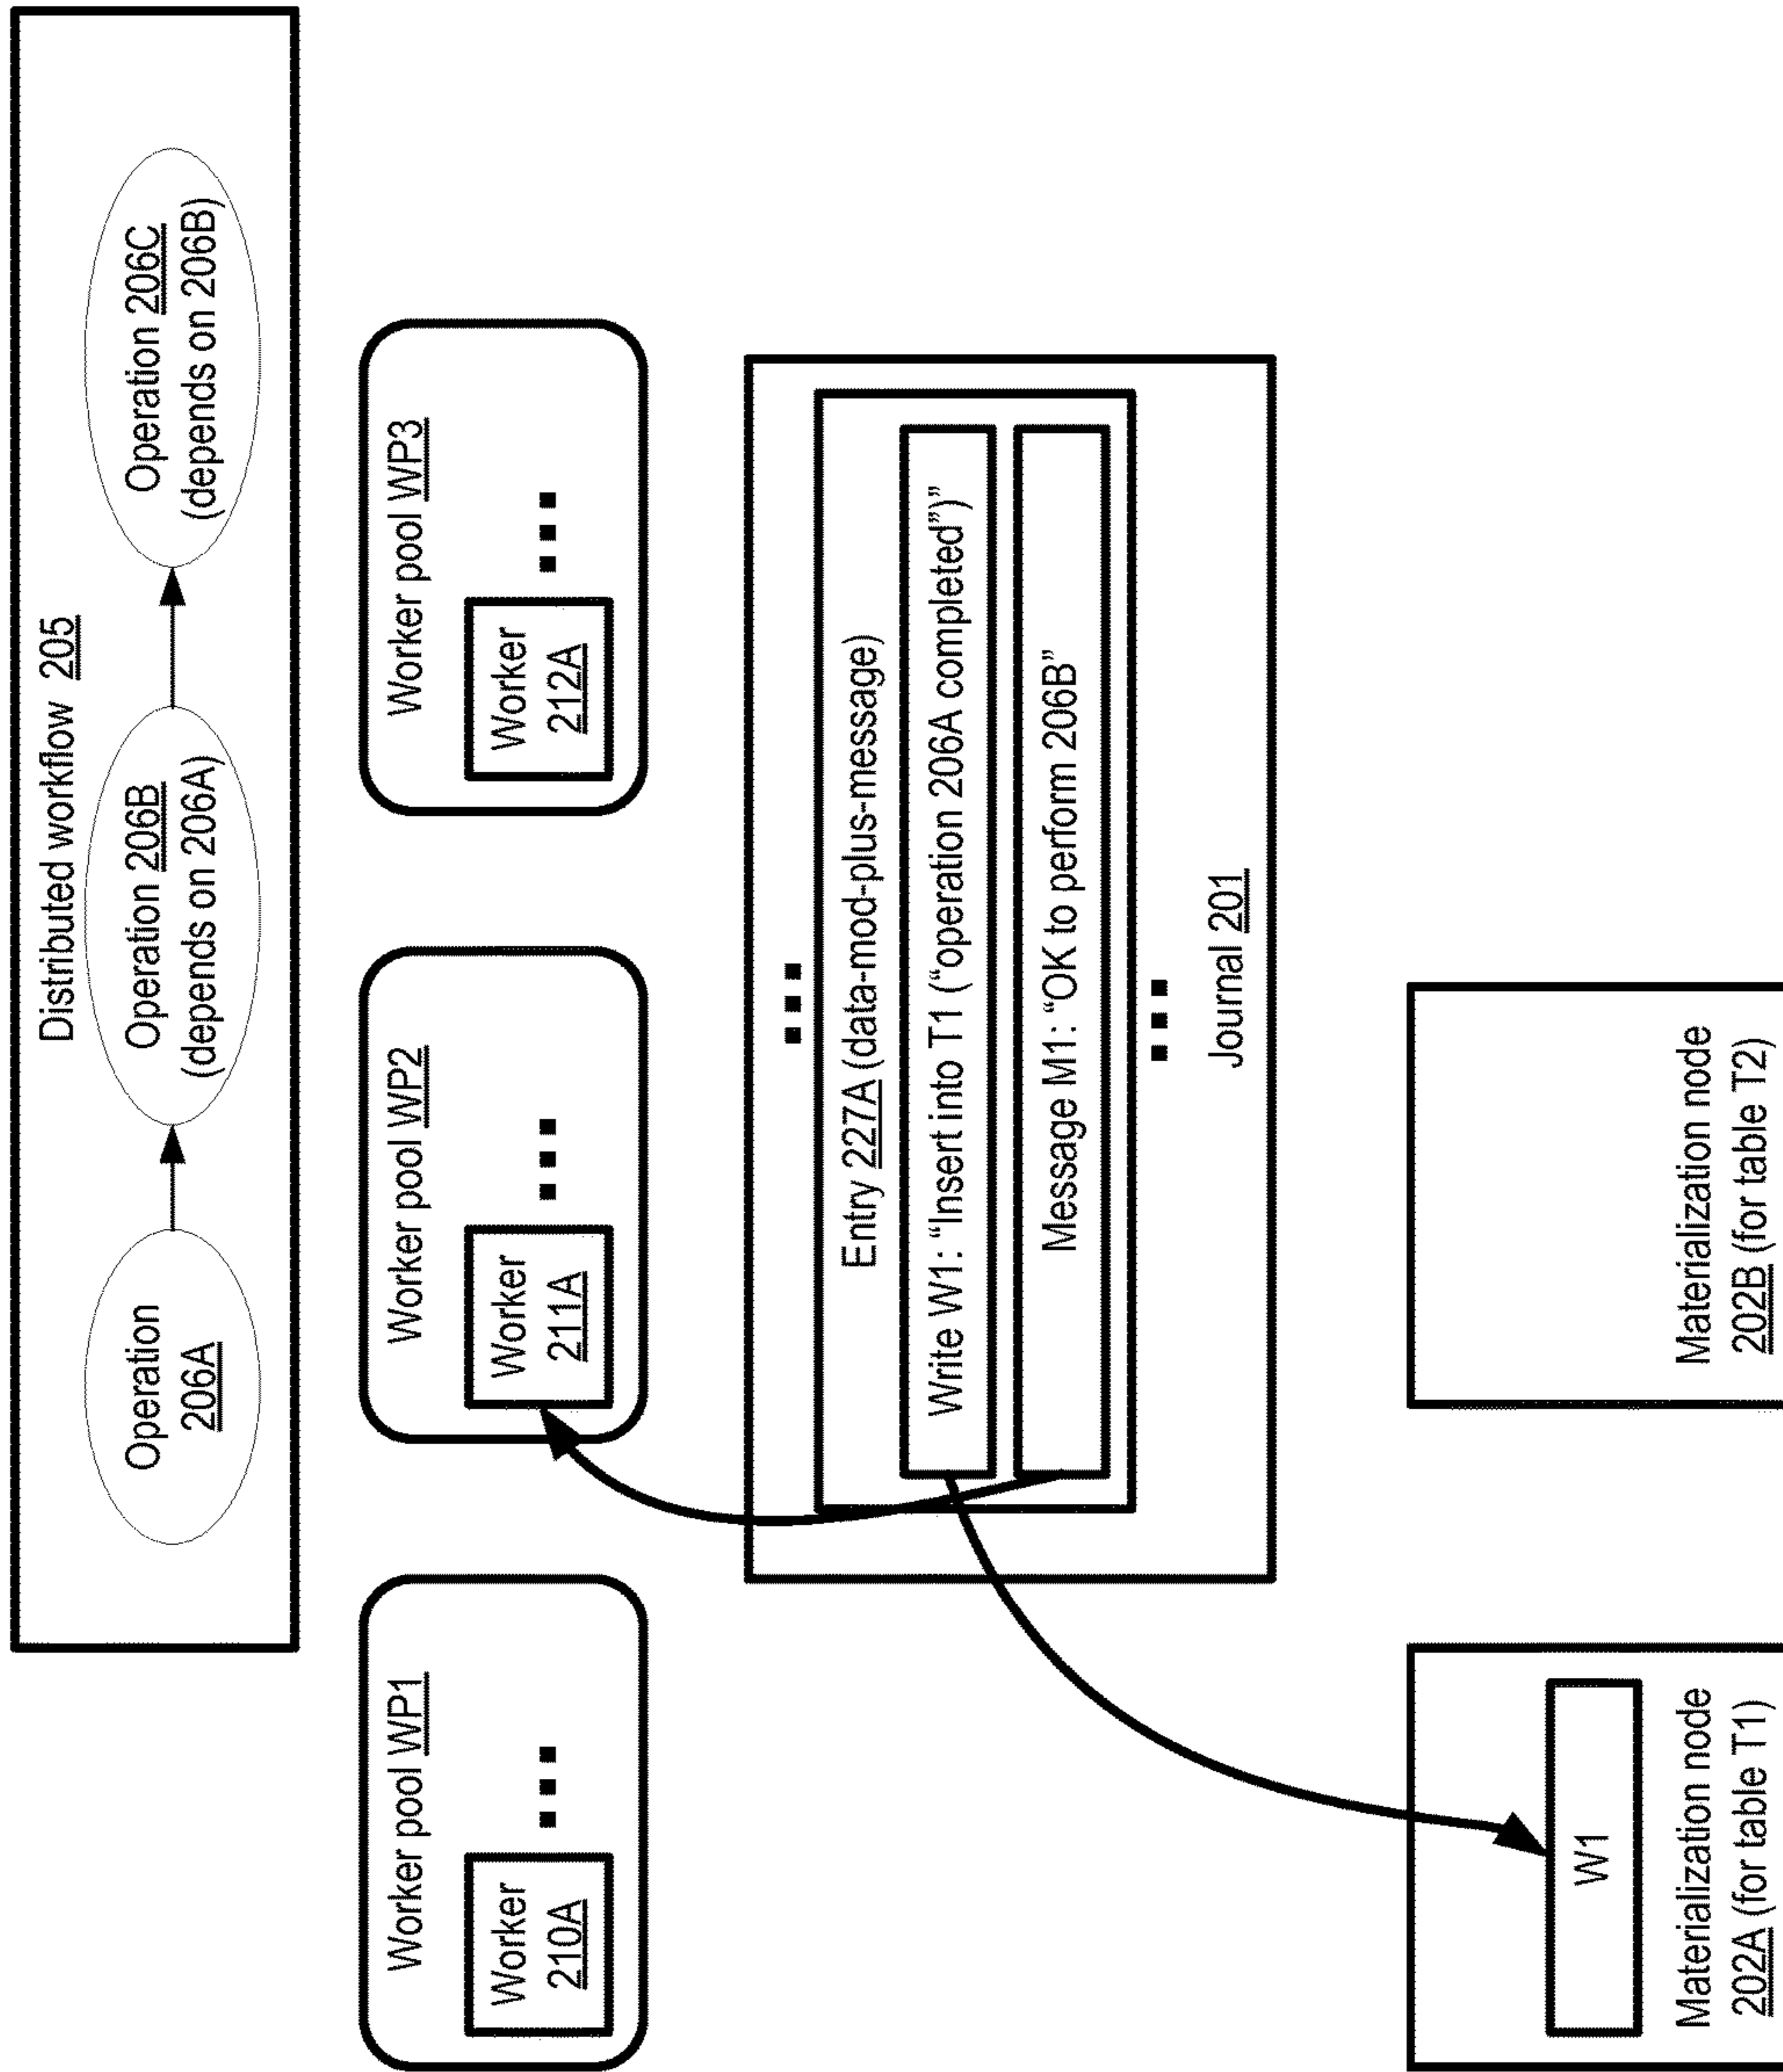 Distributed workflow 205
Operation
206A
Operation 206B
(depends on 206A)
Operation 206C
(depends on 206B)
Worker pool WP1
Worker
210A
Worker pool WP2
Worker
211A
Worker pool WP3
Worker
212A
Entry 227A (data-mod-plus-message)
Write W1: “Insert into T1 (“operation 206A completed”)”
Message M1: “OK to perform 206B”
Journal 201
W1
Materialization node
202A (for table T1)
Materialization node
202B (for table T2)